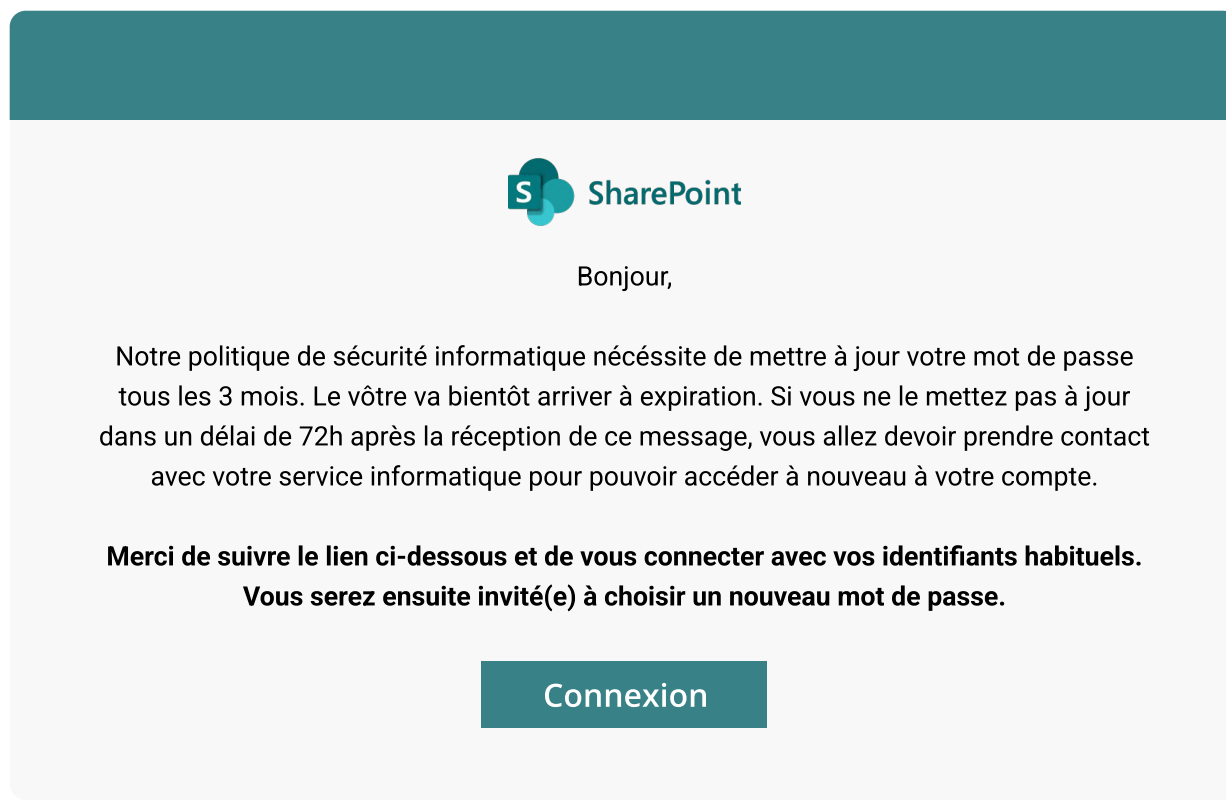 S SharePoint
Bonjour,
Notre politique de sécurité informatique nécéssite de mettre à jour votre mot de passe
tous les 3 mois. Le vôtre va bientôt arriver à expiration. Si vous ne le mettez pas à jour
dans un délai de 72h après la réception de ce message, vous allez devoir prendre contact
avec votre service informatique pour pouvoir accéder à nouveau à votre compte.
Merci de suivre le lien ci-dessous et de vous connecter avec vos identifiants habituels.
Vous serez ensuite invité(e) à choisir un nouveau mot de passe.
Connexion